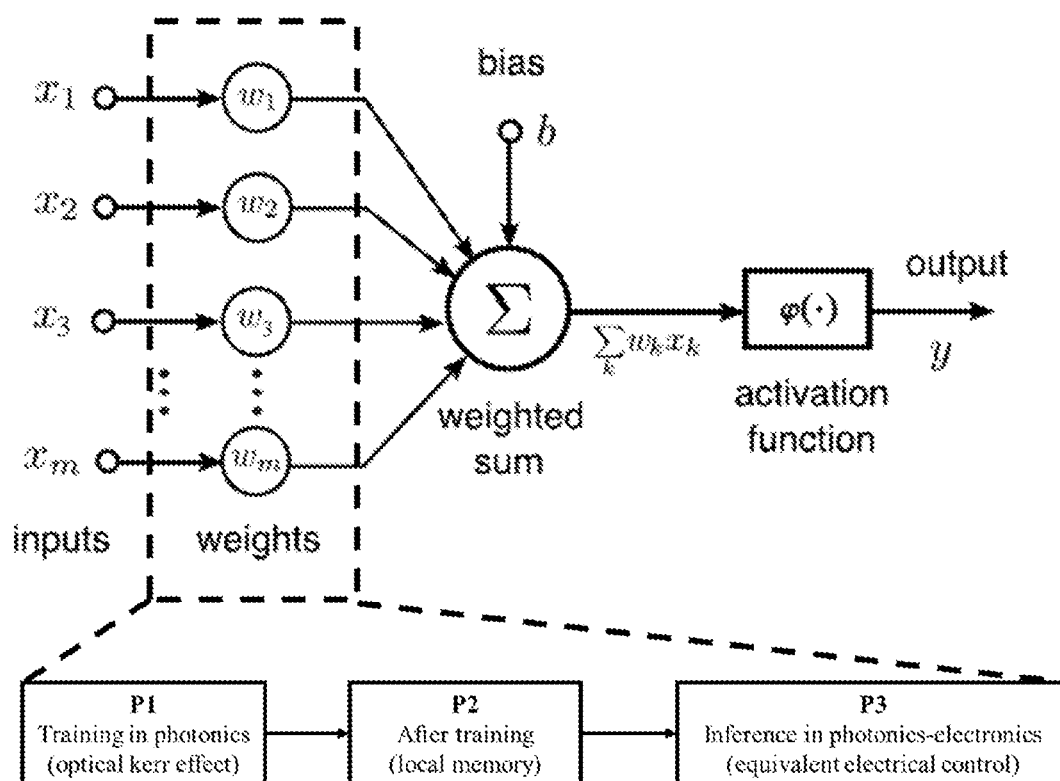 bias
x₁
w₁
b
x₂
w₂
output
x₃
w₃
Σ
∑ₖ wₖxₖ
φ(·)
y
weighted
sum
activation
function
xₘ
wₘ
inputs
weights
P1
Training in photonics
(optical kerr effect)
P2
After training
(local memory)
P3
Inference in photonics-electronics
(equivalent electrical control)